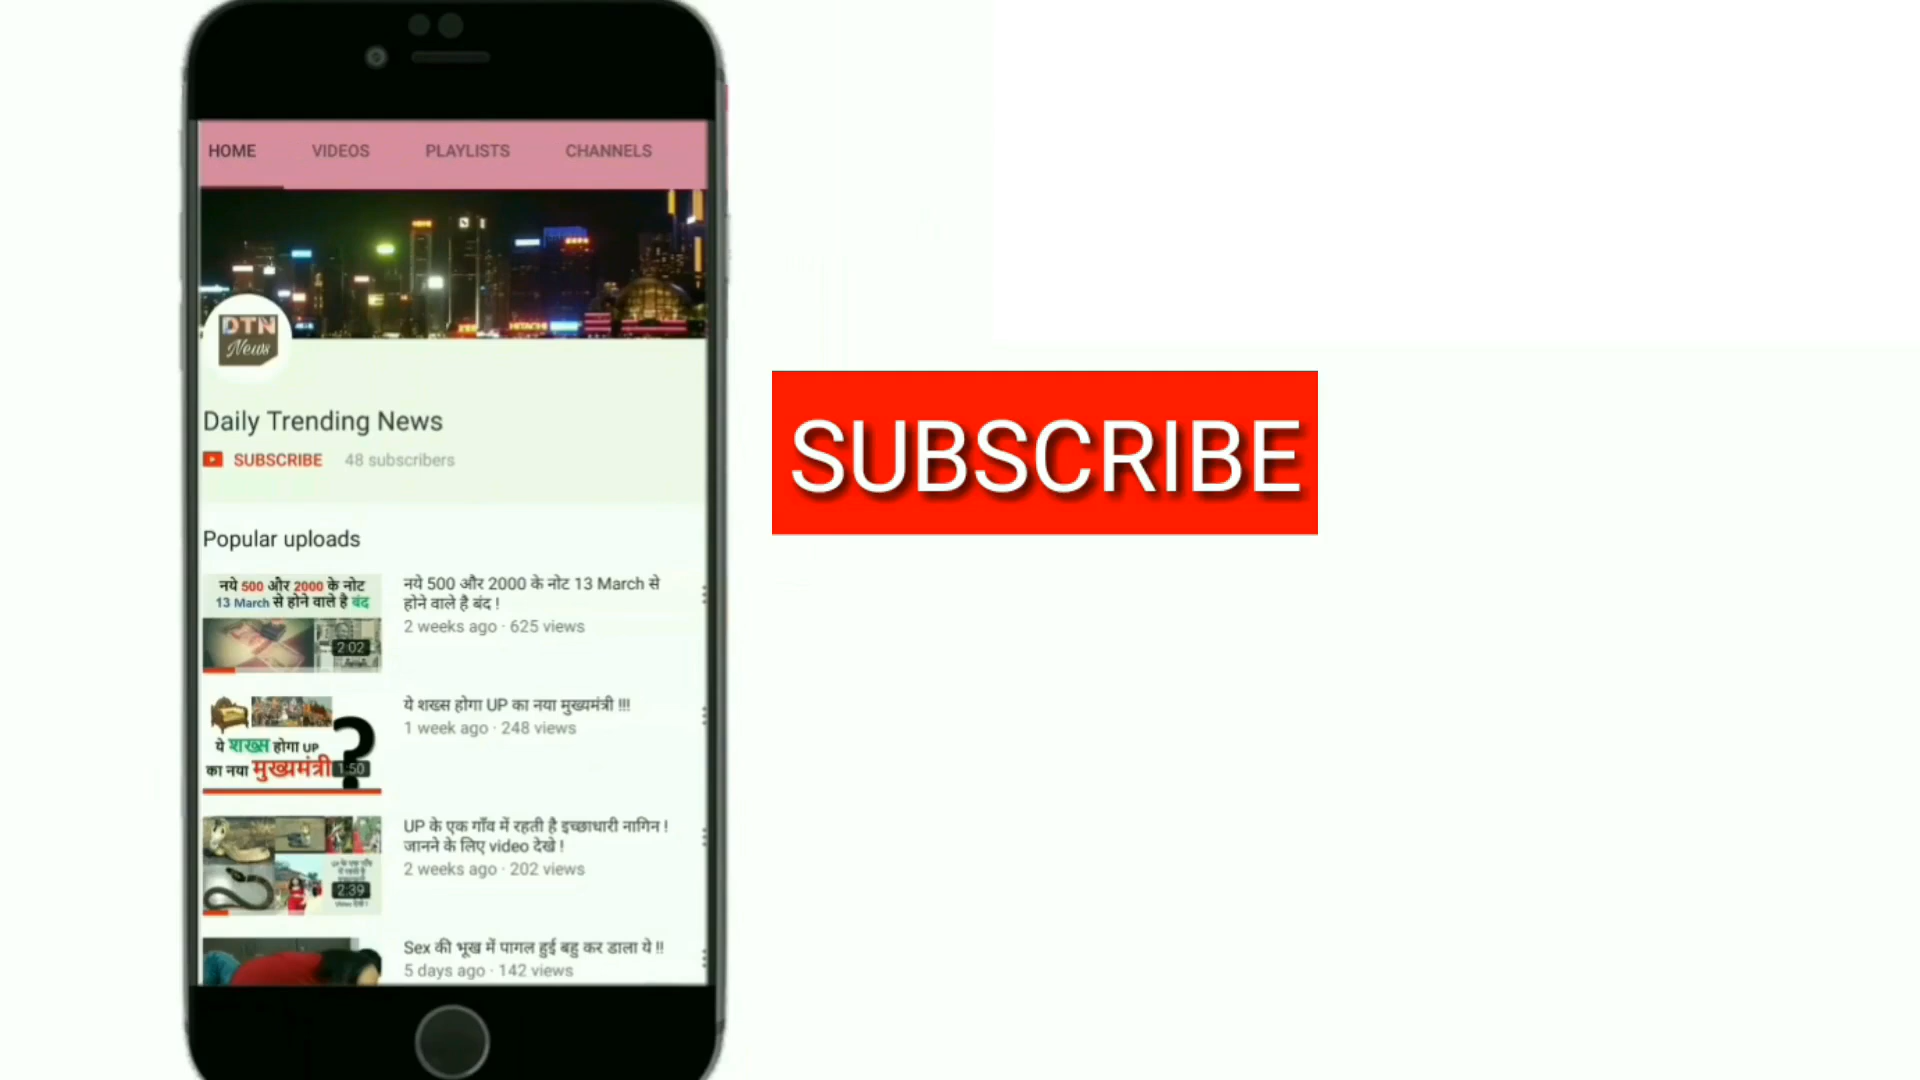 HOME VIDEOS PLAYLISTS CHANNELS
HITACHI
DTN
News
Daily Trending News
SUBSCRIBE 48 subscribers
SUBSCRIBE
Popular uploads
नये 500 और 2000 के नोट
13 March से होने वाले है बंद
2:02
नये 500 और 2000 के नोट 13 March से
होने वाले है बंद !
2 weeks ago · 625 views
ये शख्स होगा UP
का नया मुख्यमंत्री
?
1:50
ये शख्स होगा UP का नया मुख्यमंत्री !!!
1 week ago · 248 views
2:39
UP के एक गाँव में रहती है इच्छाधारी नागिन !
जानने के लिए video देखे !
2 weeks ago · 202 views
Sex की भूख में पागल हुई बहु कर डाला ये !!
5 days ago · 142 views